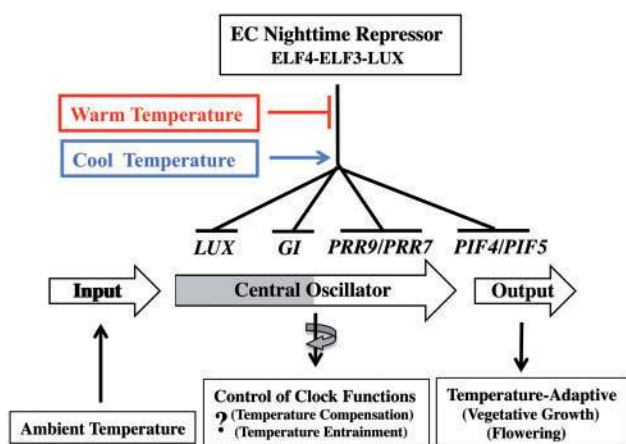 EC Nighttime Repressor
ELF4-ELF3-LUX
Warm Temperature
Cool Temperature
LUX GI PRR9/PRR7 PIF4/PIF5
Input Central Oscillator Output
Control of Clock Functions
? (Temperature Compensation)
(Temperature Entrainment)
Temperature-Adaptive
(Vegetative Growth)
(Flowering)
Ambient Temperature